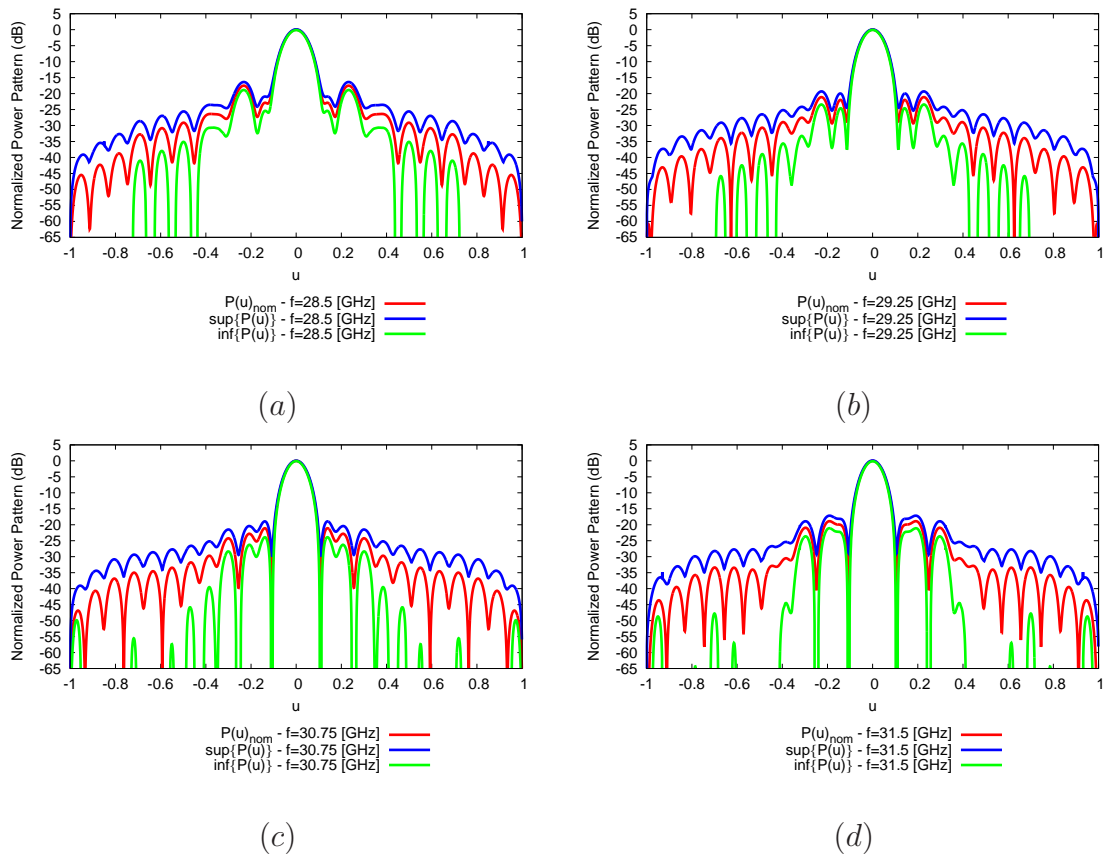 Normalized Power Pattern (dB)
5
0
-5
-10
-15
-20
-25
-30
-35
-40
-45
-50
-55
-60
-65
-1 -0.8 -0.6 -0.4 -0.2 0 0.2 0.4 0.6 0.8 1
u
P(u)nom - f=28.5 [GHz]
sup{P(u)} - f=28.5 [GHz]
inf{P(u)} - f=28.5 [GHz]
(a)
Normalized Power Pattern (dB)
5
0
-5
-10
-15
-20
-25
-30
-35
-40
-45
-50
-55
-60
-65
-1 -0.8 -0.6 -0.4 -0.2 0 0.2 0.4 0.6 0.8 1
u
P(u)nom - f=29.25 [GHz]
sup{P(u)} - f=29.25 [GHz]
inf{P(u)} - f=29.25 [GHz]
(b)
Normalized Power Pattern (dB)
5
0
-5
-10
-15
-20
-25
-30
-35
-40
-45
-50
-55
-60
-65
-1 -0.8 -0.6 -0.4 -0.2 0 0.2 0.4 0.6 0.8 1
u
P(u)nom - f=30.75 [GHz]
sup{P(u)} - f=30.75 [GHz]
inf{P(u)} - f=30.75 [GHz]
(c)
Normalized Power Pattern (dB)
5
0
-5
-10
-15
-20
-25
-30
-35
-40
-45
-50
-55
-60
-65
-1 -0.8 -0.6 -0.4 -0.2 0 0.2 0.4 0.6 0.8 1
u
P(u)nom - f=31.5 [GHz]
sup{P(u)} - f=31.5 [GHz]
inf{P(u)} - f=31.5 [GHz]
(d)